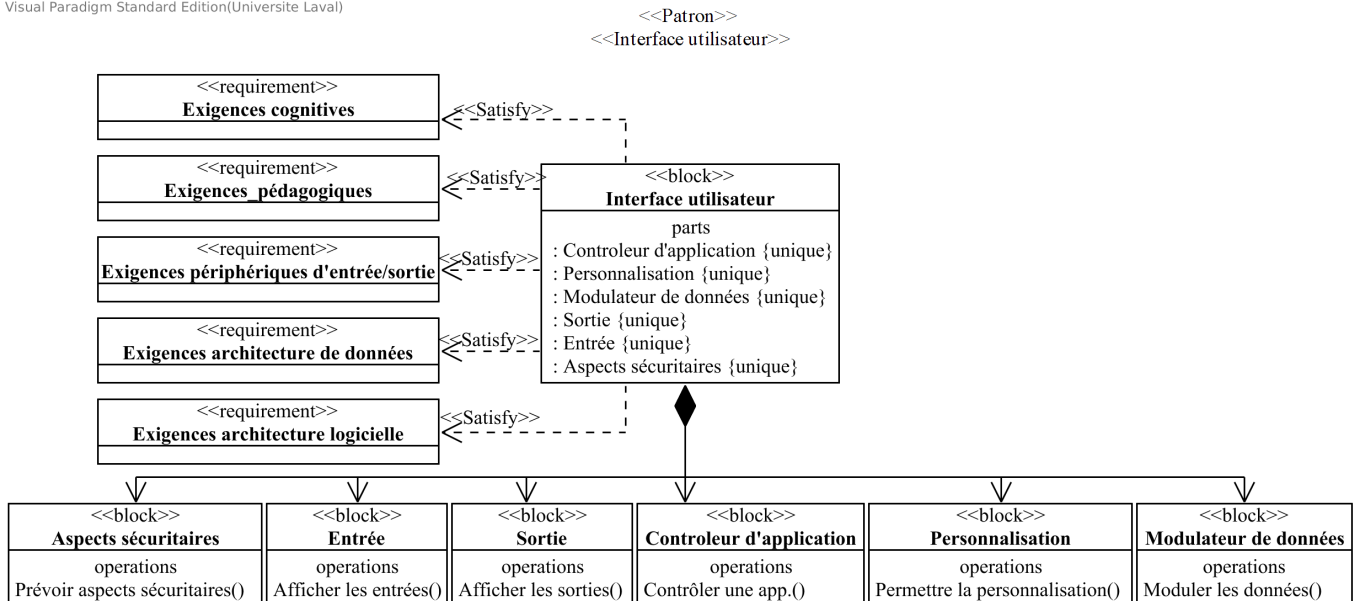 Visual Paradigm Standard Edition(Universite Laval)
<<Patron>>
<<Interface utilisateur>>
<<requirement>>
Exigences cognitives
<<Satisfy>>
<<requirement>>
Exigences_pédagogiques
<<Satisfy>>
<<requirement>>
Exigences périphériques d'entrée/sortie
<<Satisfy>>
<<requirement>>
Exigences architecture de données
<<Satisfy>>
<<requirement>>
Exigences architecture logicielle
<<Satisfy>>
<<block>>
Interface utilisateur
parts
: Controleur d'application {unique}
: Personnalisation {unique}
: Modulateur de données {unique}
: Sortie {unique}
: Entrée {unique}
: Aspects sécuritaires {unique}
<<block>>
Aspects sécuritaires
operations
Prévoir aspects sécuritaires()
<<block>>
Entrée
operations
Afficher les entrées()
<<block>>
Sortie
operations
Afficher les sorties()
<<block>>
Controleur d'application
operations
Contrôler une app.()
<<block>>
Personnalisation
operations
Permettre la personnalisation()
<<block>>
Modulateur de données
operations
Moduler les données()